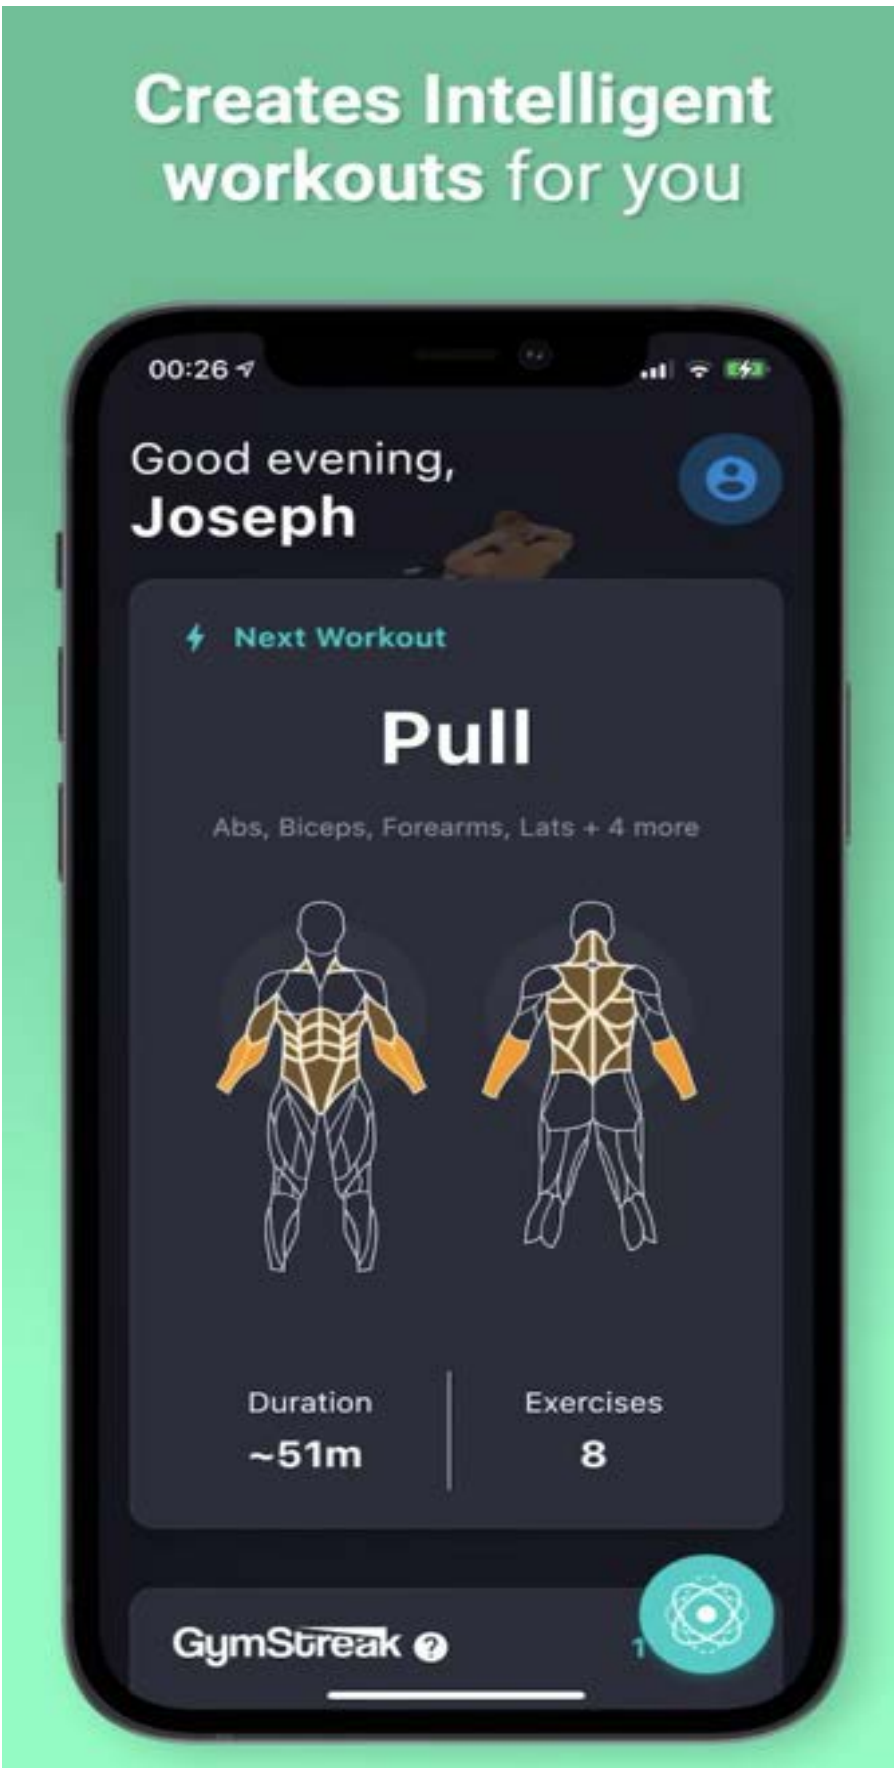 Creates Intelligent
workouts for you
00:26
Good evening,
Joseph
Next Workout
Pull
Abs, Biceps, Forearms, Lats + 4 more
Duration
Exercises
~51m
8
GymStreak ?
1